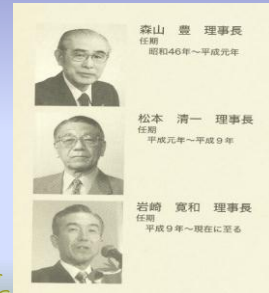 森山 豊 理事長
任期
昭和46年～平成元年
松本 清一 理事長
任期
平成元年～平成９年
岩崎 寛和 理事長
任期
平成９年～現在に至る